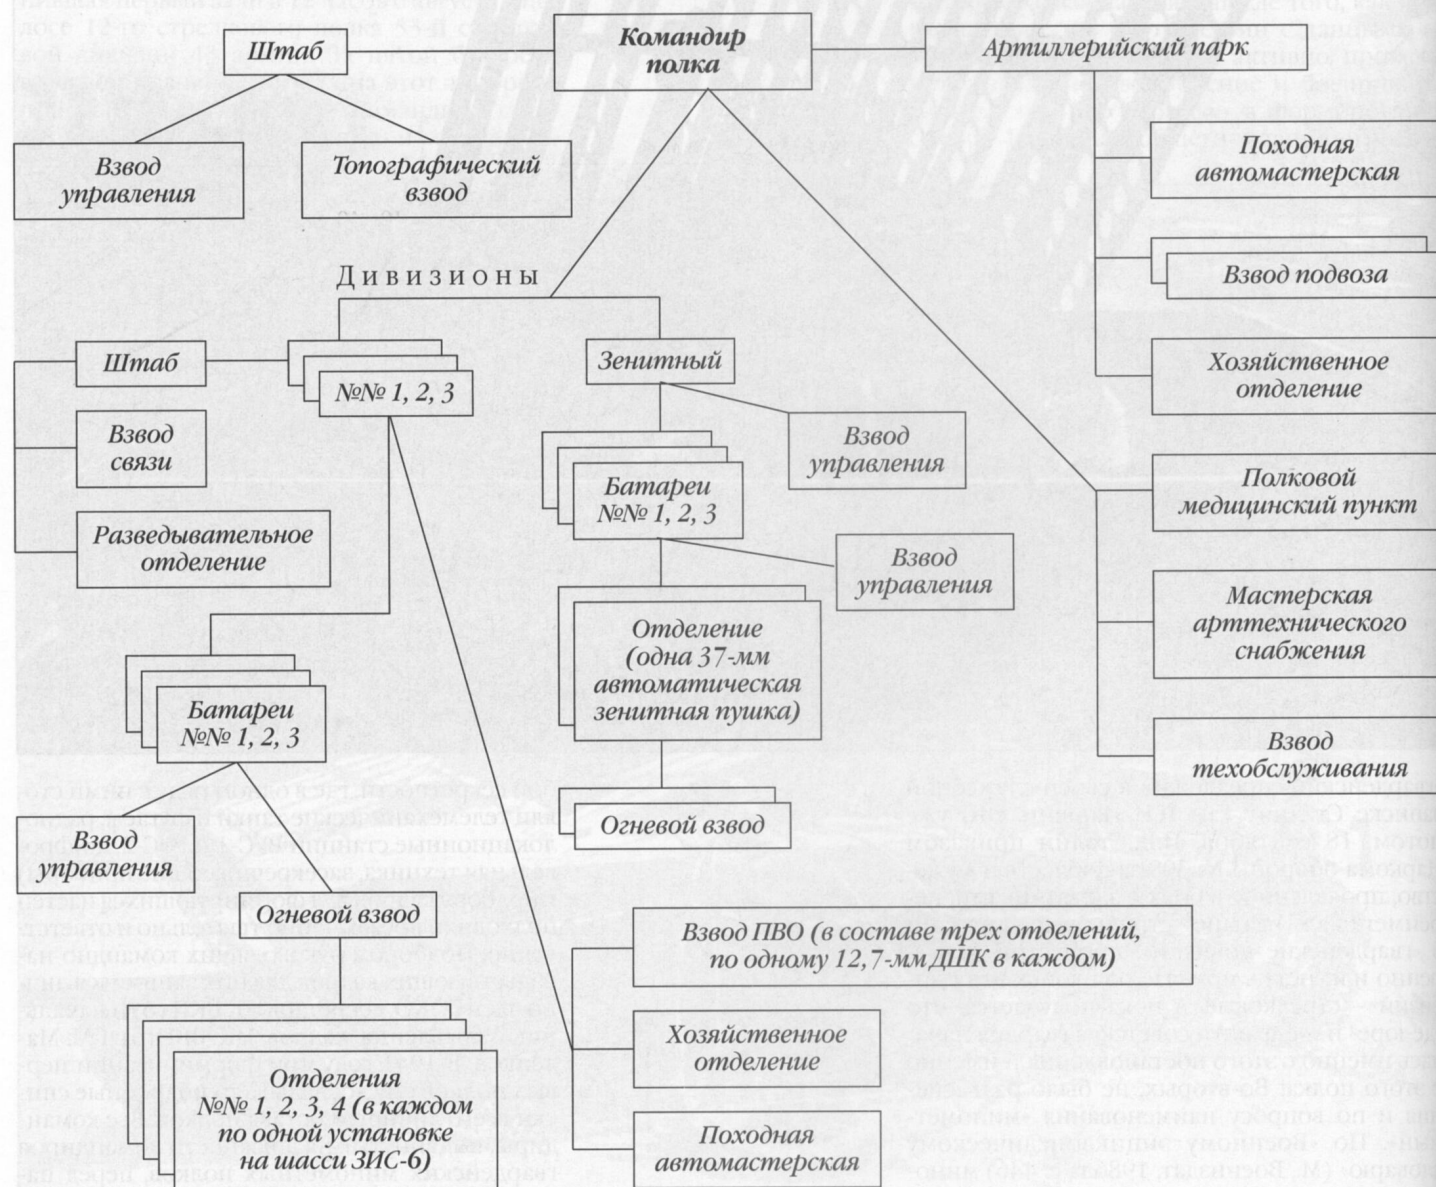 Штаб
Командир
полка
Артиллерийский парк
Взвод
управления
Топографический
взвод
Походная
автомастерская
Взвод подвоза
Хозяйственное
отделение
Полковой
медицинский пункт
Мастерская
арттехнического
снабжения
Взвод
техобслуживания
Дивизионы
Штаб
№№ 1, 2, 3
Взвод
связи
Разведывательное
отделение
Батареи
№№ 1, 2, 3
Взвод
управления
Огневой взвод
Отделения
№№ 1, 2, 3, 4 (в каждом
по одной установке
на шасси ЗИС-6)
Зенитный
Взвод
управления
Батареи
№№ 1, 2, 3
Взвод
управления
Отделение
(одна 37-мм
автоматическая
зенитная пушка)
Огневой взвод
Взвод ПВО (в составе трех отделений,
по одному 12,7-мм ДШК в каждом)
Хозяйственное
отделение
Походная
автомастерская